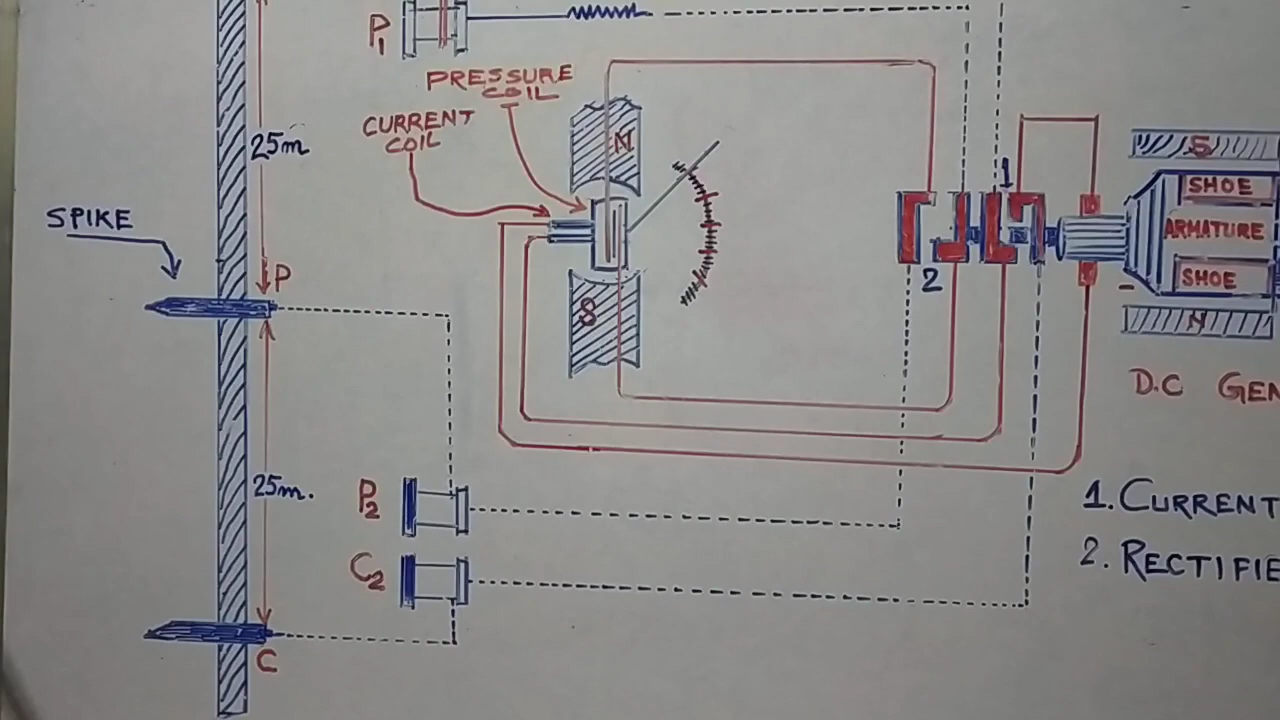 P1
PRESSURE
COIL
CURRENT
COIL
N
25m
1
S
SHOE
ARMATURE
SHOE
SPIKE
P
2
S
N
D.C GEN
25m.
P2
1. CURRENT
C2
2. RECTIFIE
C